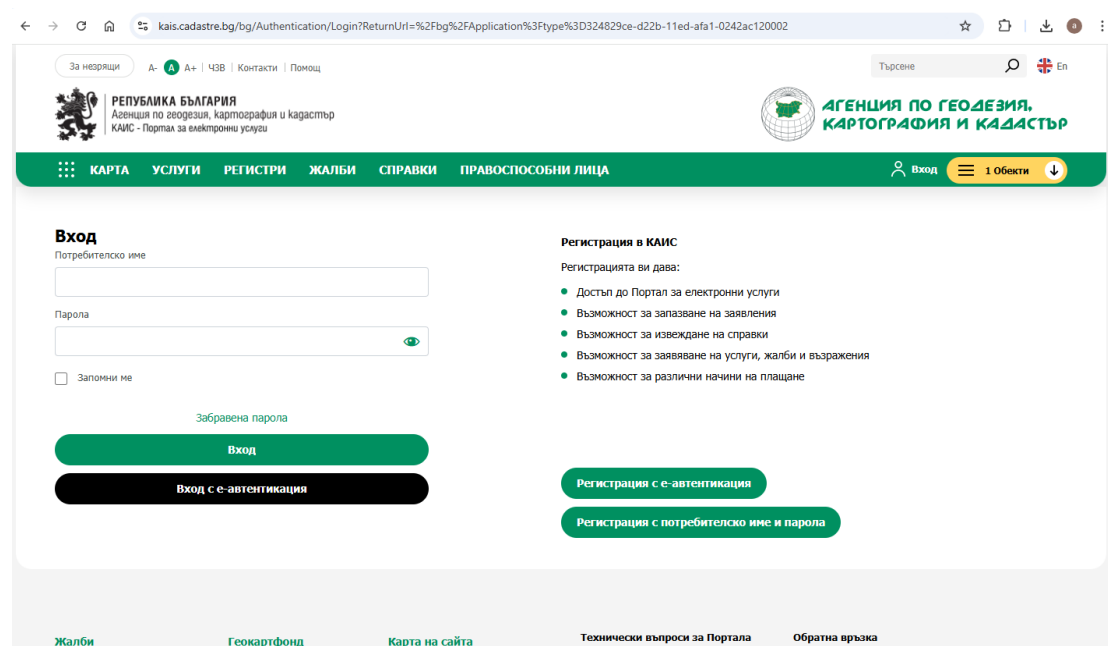 kais.cadastre.bg/bg/Authentication/Login?ReturnUrl=%2Fbg%2FApplication%3Ftype%3D324829ce-d22b-11ed-afa1-0242ac120002
a
За незрящи
A- A A+ | ЧЗВ | Контакти | Помощ
Търсене
En
РЕПУБЛИКА БЪЛГАРИЯ
Агенция по геодезия, картография и кадастър
КАИС - Портал за електронни услуги
АГЕНЦИЯ ПО ГЕОДЕЗИЯ,
КАРТОГРАФИЯ И КАДАСТЪР
КАРТА УСЛУГИ РЕГИСТРИ ЖАЛБИ СПРАВКИ ПРАВОСПОСОБНИ ЛИЦА
Вход
1 Обекти
Вход
Потребителско име
Парола
Запомни ме
Забравена парола
Вход
Вход с е-автентикация
Регистрация в КАИС
Регистрацията ви дава:
Достъп до Портал за електронни услуги
Възможност за запазване на заявления
Възможност за извеждане на справки
Възможност за заявяване на услуги, жалби и възражения
Възможност за различни начини на плащане
Регистрация с е-автентикация
Регистрация с потребителско име и парола
Жалби
Геокартфонд
Карта на сайта
Технически въпроси за Портала
Обратна връзка